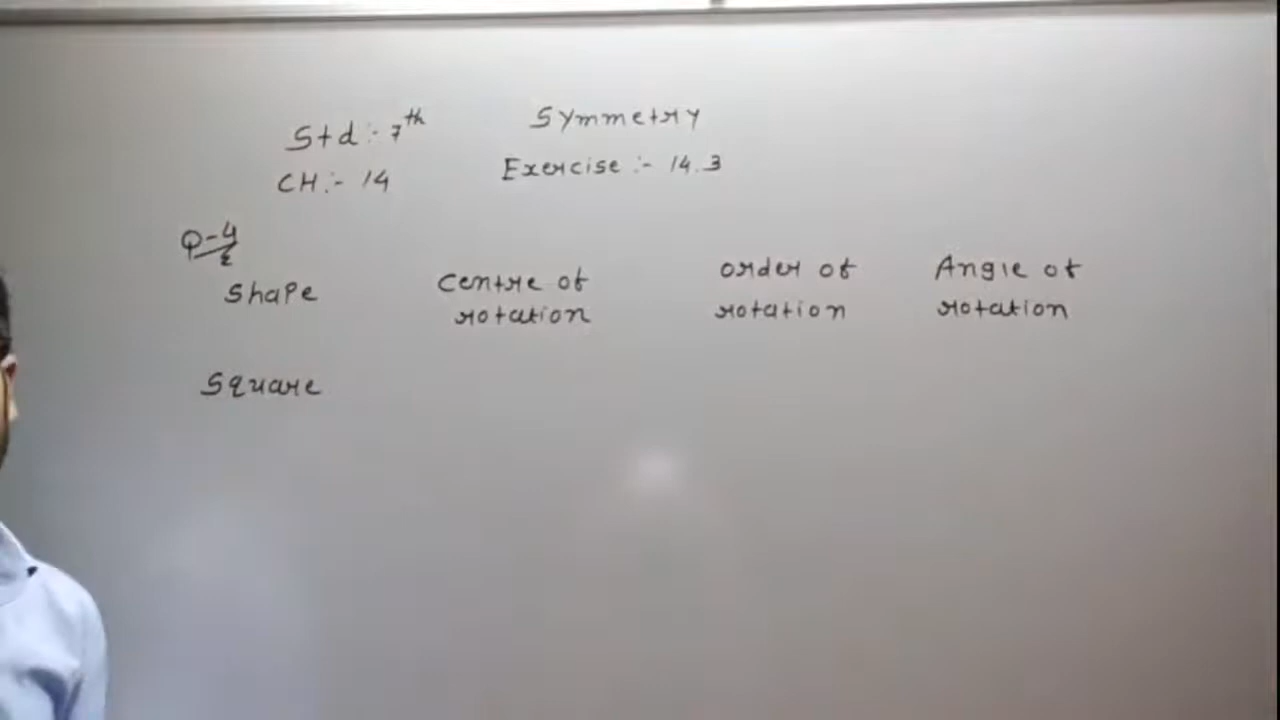 Std :- 7th Symmetry
CH :- 14 Exercise :- 14.3
Q-4
Shape Centre of rotation Order of rotation Angle of rotation
Square